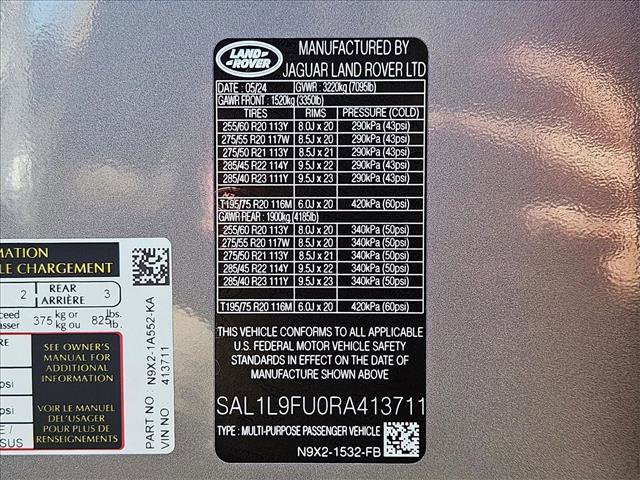 LAND ROVER
MANUFACTURED BY
JAGUAR LAND ROVER LTD
DATE : 05/24 GVWR : 3220kg (7095lb)
GAWR FRONT : 1520kg (3350lb)
TIRES RIMS PRESSURE (COLD)
255/60 R20 113Y 8.0J x 20 290kPa (43psi)
275/55 R20 117W 8.5J x 20 290kPa (43psi)
275/50 R21 113Y 8.5J x 21 290kPa (43psi)
285/45 R22 114Y 9.5J x 22 290kPa (43psi)
285/40 R23 111Y 9.5J x 23 290kPa (43psi)
T195/75 R20 116M 6.0J x 20 420kPa (60psi)
GAWR REAR : 1900kg (4185lb)
255/60 R20 113Y 8.0J x 20 340kPa (50psi)
275/55 R20 117W 8.5J x 20 340kPa (50psi)
275/50 R21 113Y 8.5J x 21 340kPa (50psi)
285/45 R22 114Y 9.5J x 22 340kPa (50psi)
285/40 R23 111Y 9.5J x 23 340kPa (50psi)
T195/75 R20 116M 6.0J x 20 420kPa (60psi)
THIS VEHICLE CONFORMS TO ALL APPLICABLE
U.S. FEDERAL MOTOR VEHICLE SAFETY
STANDARDS IN EFFECT ON THE DATE OF
MANUFACTURE SHOWN ABOVE
SAL1L9FU0RA413711
TYPE : MULTI-PURPOSE PASSENGER VEHICLE
N9X2-1532-FB
MATION
LE CHARGEMENT
2 REAR ARRIÈRE 3
375 kg or kg ou 825 lbs. lb.
SEE OWNER'S
MANUAL FOR
ADDITIONAL
INFORMATION
psi
VOIR LE MANUEL
DE L'USAGER
POUR PLUS DE
RENSEIGNEMENTS
psi
PART NO N9X2-1A552-KA
VIN NO 413711